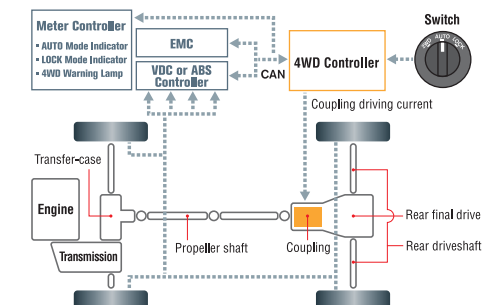 Meter Controller
▪ AUTO Mode Indicator
▪ LOCK Mode Indicator
▪ 4WD Warning Lamp
EMC
VDC or ABS
Controller
CAN
4WD Controller
Switch
FWD AUTO LOCK
Coupling driving current
Transfer-case
Engine
Transmission
Propeller shaft
Coupling
Rear final drive
Rear driveshaft